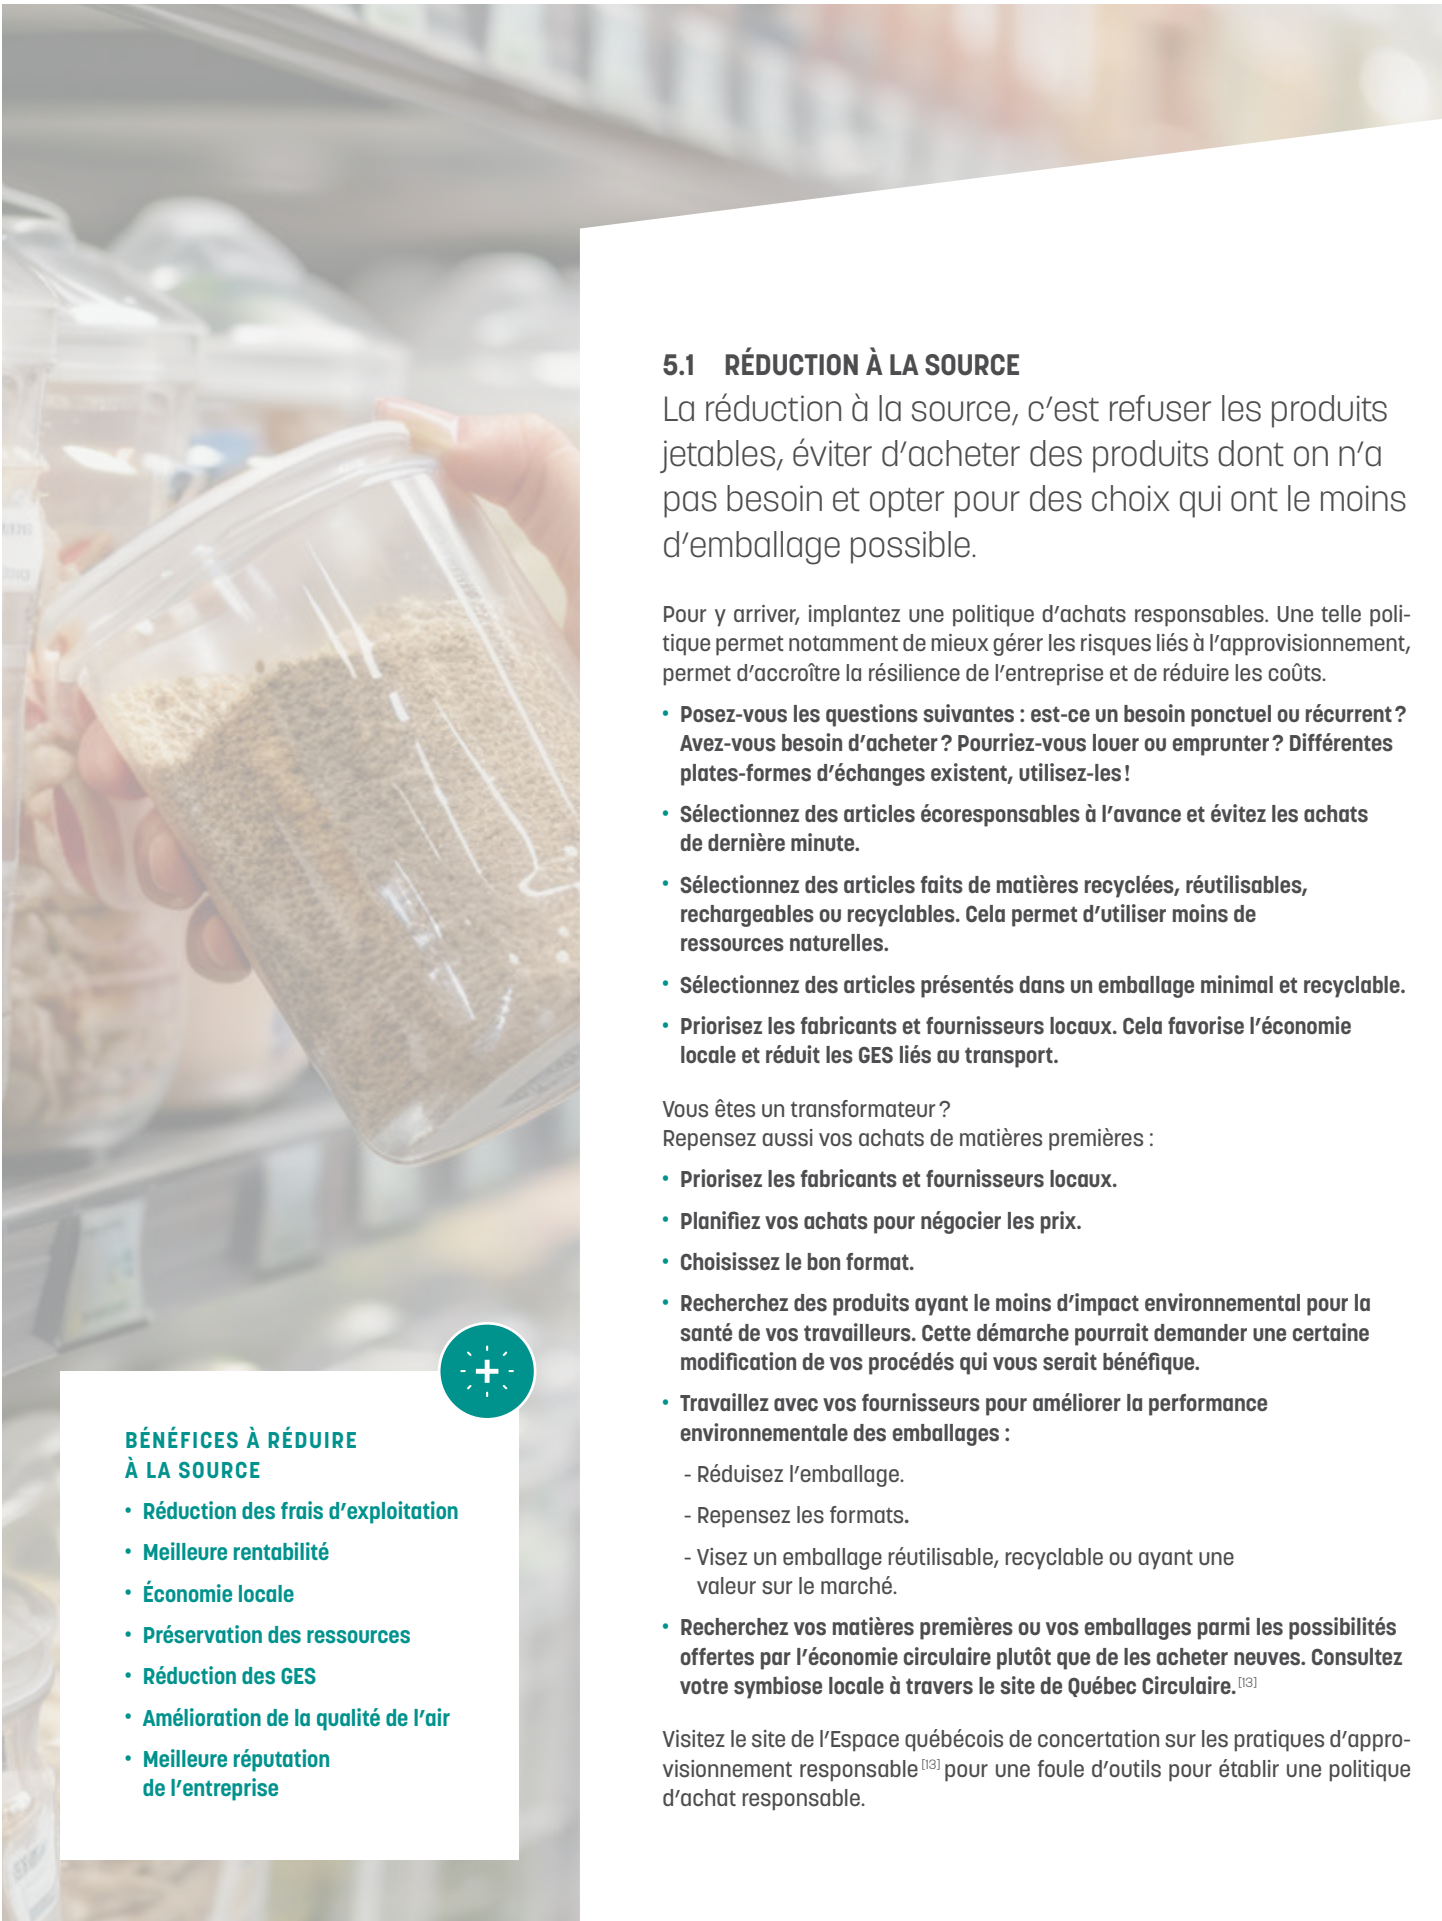 5.1 RÉDUCTION À LA SOURCE
La réduction à la source, c’est refuser les produits
jetables, éviter d’acheter des produits dont on n’a
pas besoin et opter pour des choix qui ont le moins
d’emballage possible.
Pour y arriver, implantez une politique d’achats responsables. Une telle poli-
tique permet notamment de mieux gérer les risques liés à l’approvisionnement,
permet d’accroître la résilience de l’entreprise et de réduire les coûts.
• Posez-vous les questions suivantes : est-ce un besoin ponctuel ou récurrent ?
Avez-vous besoin d’acheter ? Pourriez-vous louer ou emprunter ? Différentes
plates-formes d’échanges existent, utilisez-les !
• Sélectionnez des articles écoresponsables à l’avance et évitez les achats
de dernière minute.
• Sélectionnez des articles faits de matières recyclées, réutilisables,
rechargeables ou recyclables. Cela permet d’utiliser moins de
ressources naturelles.
• Sélectionnez des articles présentés dans un emballage minimal et recyclable.
• Priorisez les fabricants et fournisseurs locaux. Cela favorise l’économie
locale et réduit les GES liés au transport.
Vous êtes un transformateur ?
Repensez aussi vos achats de matières premières :
• Priorisez les fabricants et fournisseurs locaux.
• Planifiez vos achats pour négocier les prix.
• Choisissez le bon format.
• Recherchez des produits ayant le moins d’impact environnemental pour la
santé de vos travailleurs. Cette démarche pourrait demander une certaine
modification de vos procédés qui vous serait bénéfique.
• Travaillez avec vos fournisseurs pour améliorer la performance
environnementale des emballages :
- Réduisez l’emballage.
- Repensez les formats.
- Visez un emballage réutilisable, recyclable ou ayant une
valeur sur le marché.
• Recherchez vos matières premières ou vos emballages parmi les possibilités
offertes par l’économie circulaire plutôt que de les acheter neuves. Consultez
votre symbiose locale à travers le site de Québec Circulaire. [13]
Visitez le site de l’Espace québécois de concertation sur les pratiques d’appro-
visionnement responsable [13] pour une foule d’outils pour établir une politique
d’achat responsable.
BÉNÉFICES À RÉDUIRE
À LA SOURCE
• Réduction des frais d’exploitation
• Meilleure rentabilité
• Économie locale
• Préservation des ressources
• Réduction des GES
• Amélioration de la qualité de l’air
• Meilleure réputation
de l’entreprise